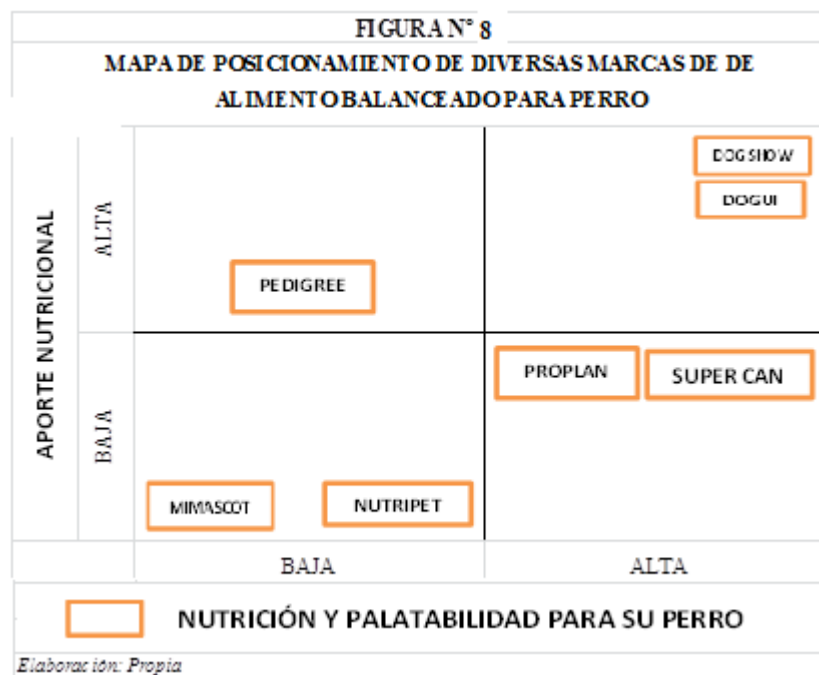 FIGURA N° 8
MAPA DE POSICIONAMIENTO DE DIVERSAS MARCAS DE DE
ALIMENTO BALANCEADO PARA PERRO
APORTE NUTRICIONAL
ALTA
BAJA
DOGSHOW
DOGUI
PEDIGREE
PROPLAN
SUPER CAN
MIMASCOT
NUTRIPET
BAJA
ALTA
NUTRICIÓN Y PALATABILIDAD PARA SU PERRO
Elaboración: Propia